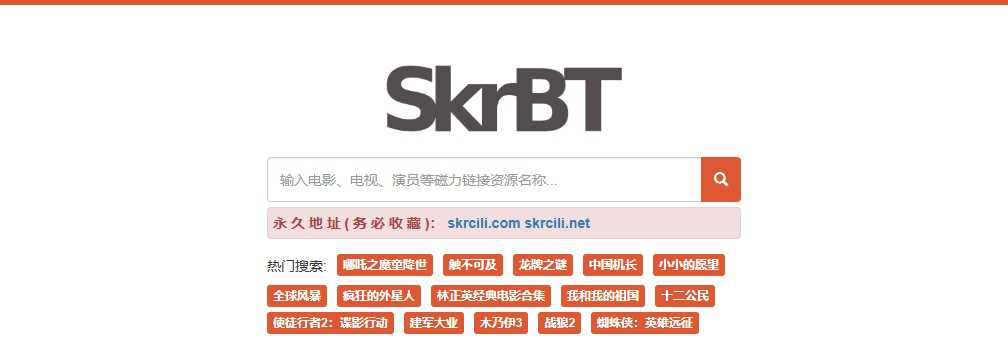 SkrBT
输入电影、电视、演员等磁力链接资源名称...
永久地址(务必收藏): skrcili.com skrcili.net
热门搜索: 哪吒之魔童降世 触不可及 龙牌之谜 中国机长 小小的愿望
全球风暴 疯狂的外星人 林正英经典电影合集 我和我的祖国 十二公民
使徒行者2：谍影行动 建军大业 木乃伊3 战狼2 蜘蛛侠：英雄远征